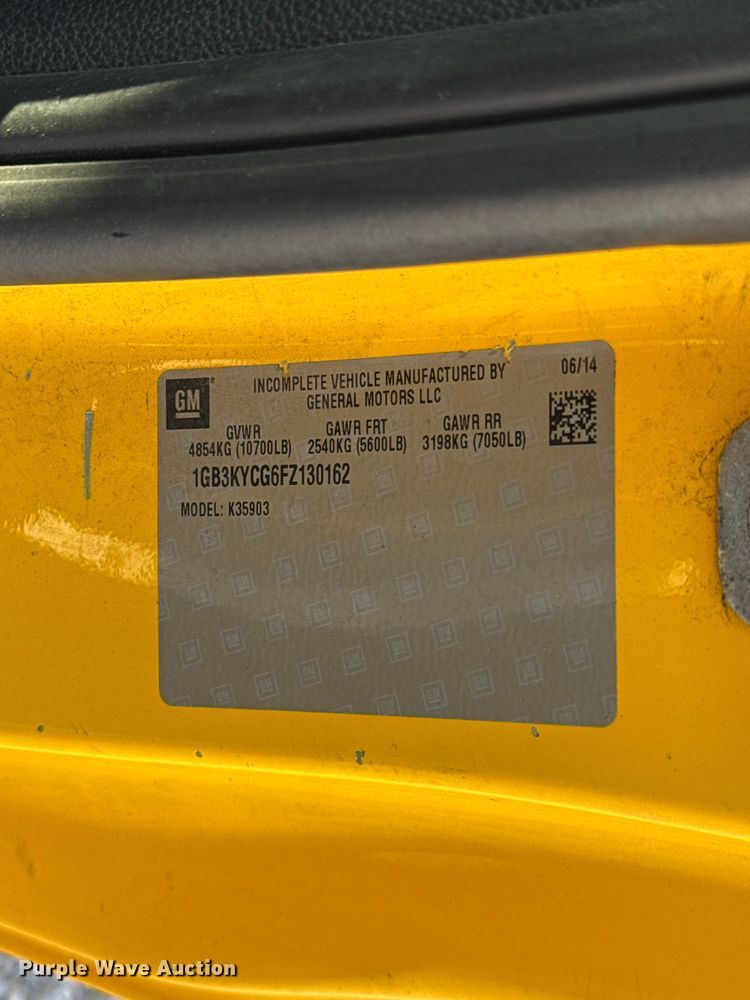 GM
INCOMPLETE VEHICLE MANUFACTURED BY
GENERAL MOTORS LLC
06/14
GVWR GAWR FRT GAWR RR
4854KG (10700LB) 2540KG (5600LB) 3198KG (7050LB)
1GB3KYCG6FZ130162
MODEL: K35903
Purple Wave Auction